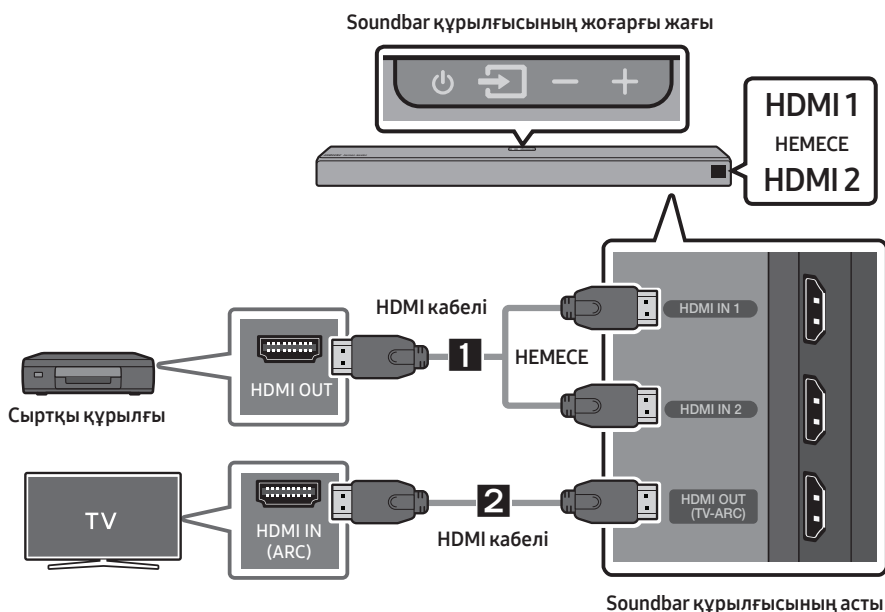 Soundbar құрылғысының жоғарғы жағы
HDMI 1
НЕМЕСЕ
HDMI 2
HDMI кабелі
HDMI IN 1
1
НЕМЕСЕ
HDMI OUT
Сыртқы құрылғы
HDMI IN 2
TV
HDMI IN
(ARC)
2
HDMI кабелі
HDMI OUT
(TV-ARC)
Soundbar құрылғысының асты